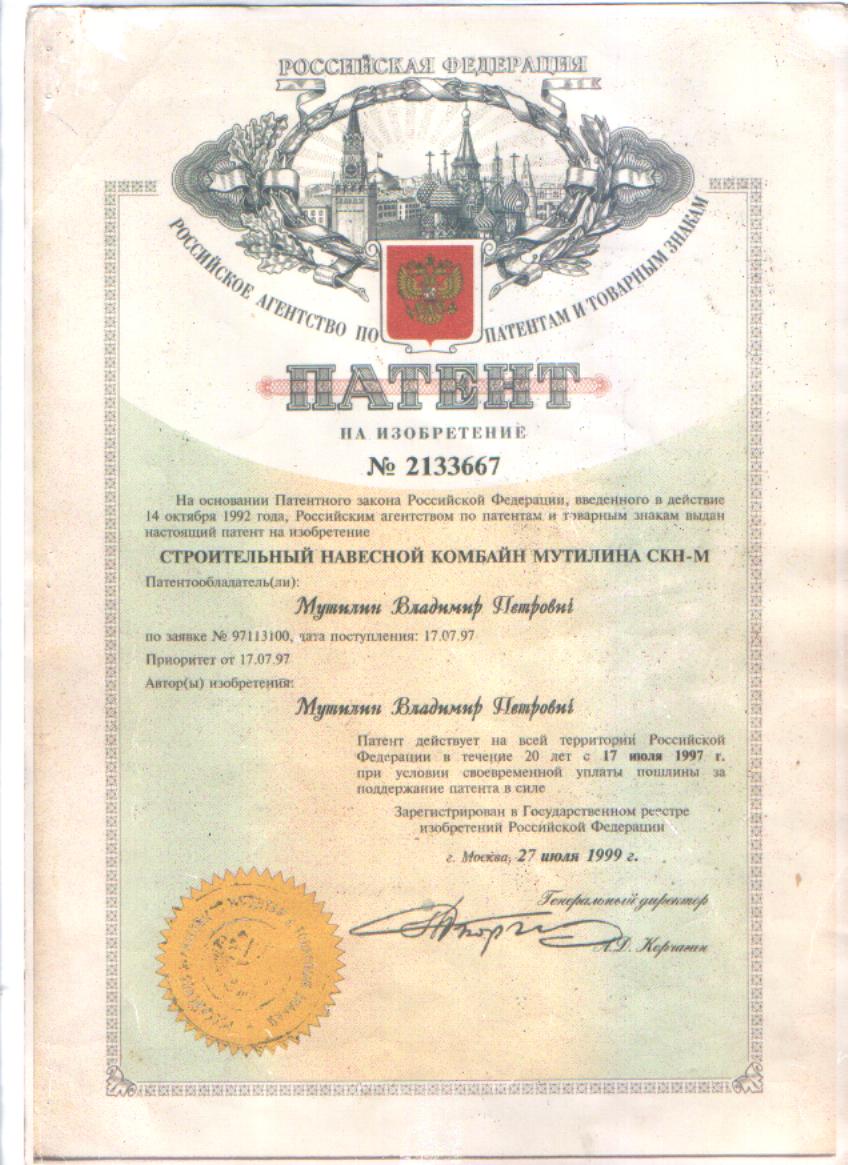 РОССИЙСКАЯ ФЕДЕРАЦИЯ
РОССИЙСКОЕ АГЕНТСТВО ПО ПАТЕНТАМ И ТОВАРНЫМ ЗНАКАМ
ПАТЕНТ
НА ИЗОБРЕТЕНИЕ
№ 2133667
На основании Патентного закона Российской Федерации, введенного в действие
14 октября 1992 года, Российским агентством по патентам и товарным знакам выдан
настоящий патент на изобретение
СТРОИТЕЛЬНЫЙ НАВЕСНОЙ КОМБАЙН МУТИЛИНА СКН-М
Патентообладатель(ли):
Мутилин Владимир Петрович
по заявке № 97113100, дата поступления: 17.07.97
Приоритет от 17.07.97
Автор(ы) изобретения:
Мутилин Владимир Петрович
Патент действует на всей территории Российской
Федерации в течение 20 лет с 17 июля 1997 г.
при условии своевременной уплаты пошлины за
поддержание патента в силе
Зарегистрирован в Государственном реестре
изобретений Российской Федерации
г. Москва, 27 июля 1999 г.
Генеральный директор
А.Д. Корчагин